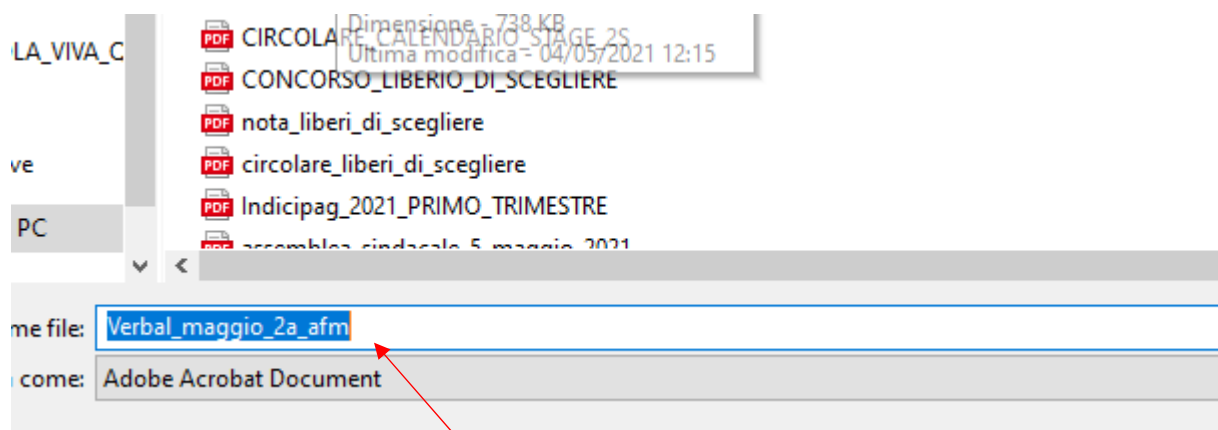 Dimensione - 738 KB
CIRCOLARE_CALENDARIO_STAGE_2S
Ultima modifica - 04/05/2021 12:15
LA_VIVA_C
CONCORSO_LIBERIO_DI_SCEGLIERE
nota_liberi_di_scegliere
ve
circolare_liberi_di_scegliere
Indicipag_2021_PRIMO_TRIMESTRE
PC
assemblea_sindacale_5_maggio_2021
me file: Verbal_maggio_2a_afm
come: Adobe Acrobat Document